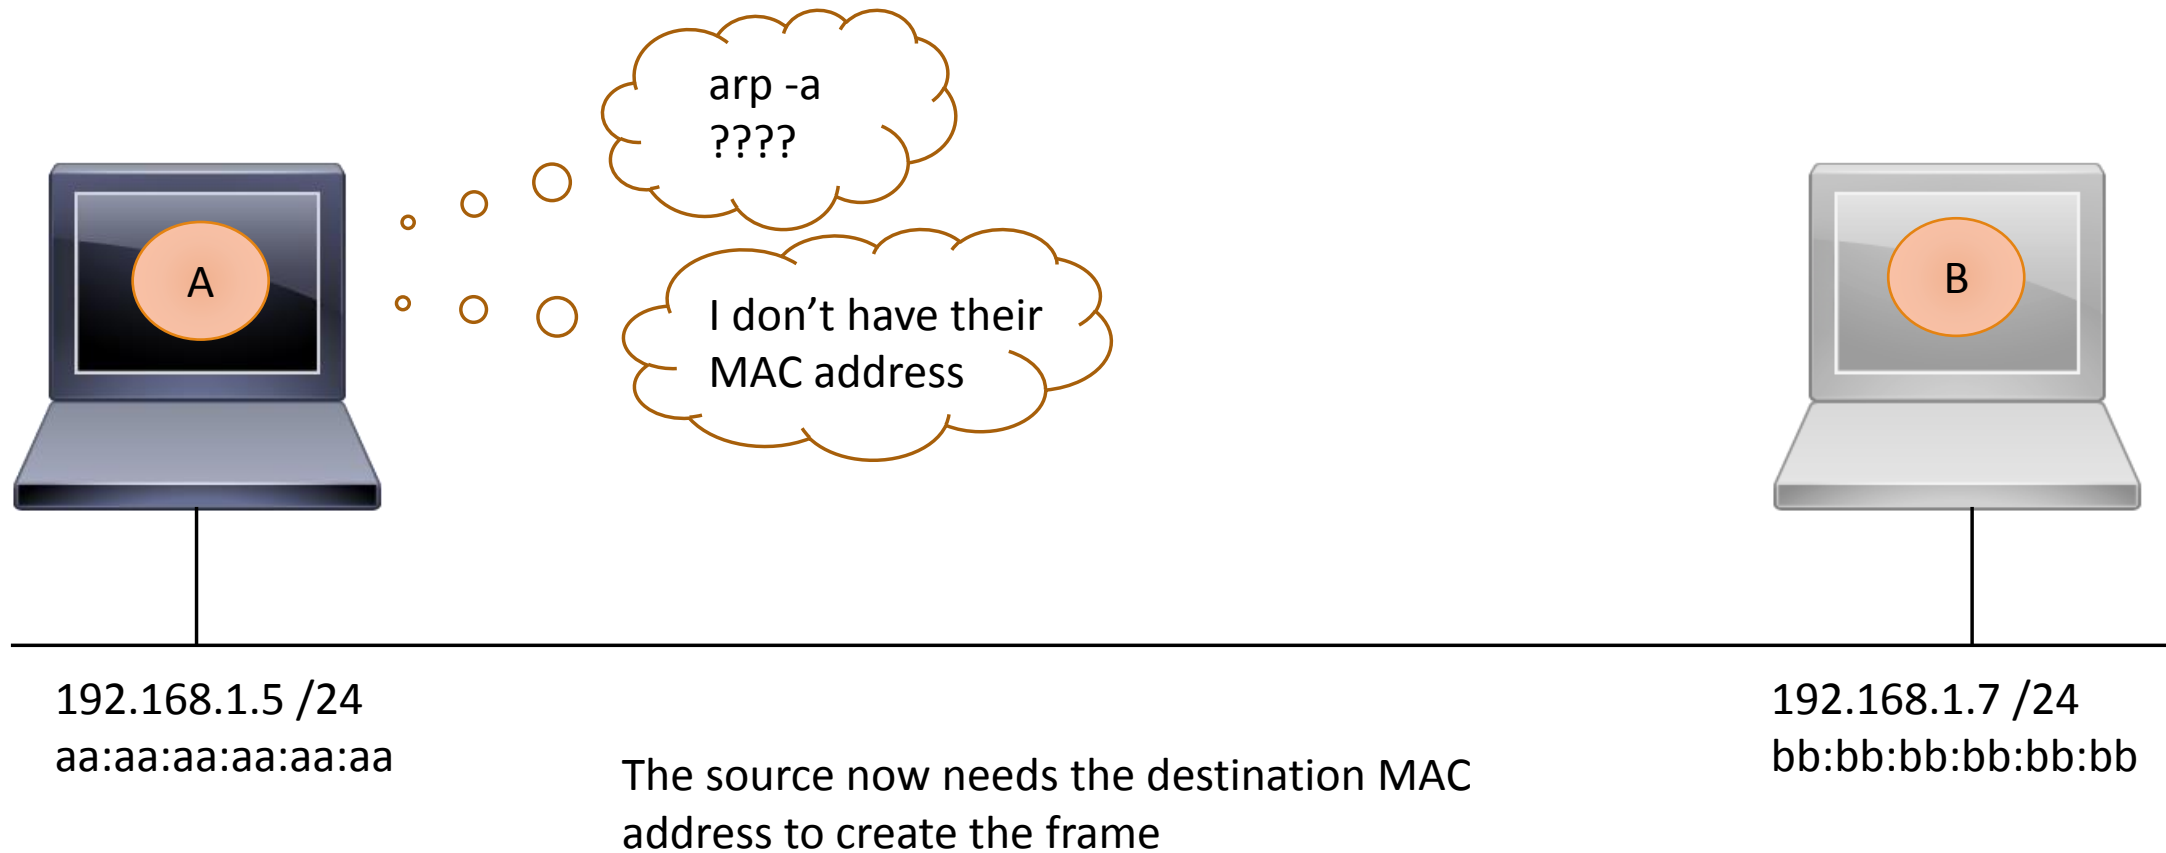 arp -a
????
A
I don’t have their
MAC address
B
192.168.1.5 /24
aa:aa:aa:aa:aa:aa
192.168.1.7 /24
bb:bb:bb:bb:bb:bb
The source now needs the destination MAC
address to create the frame